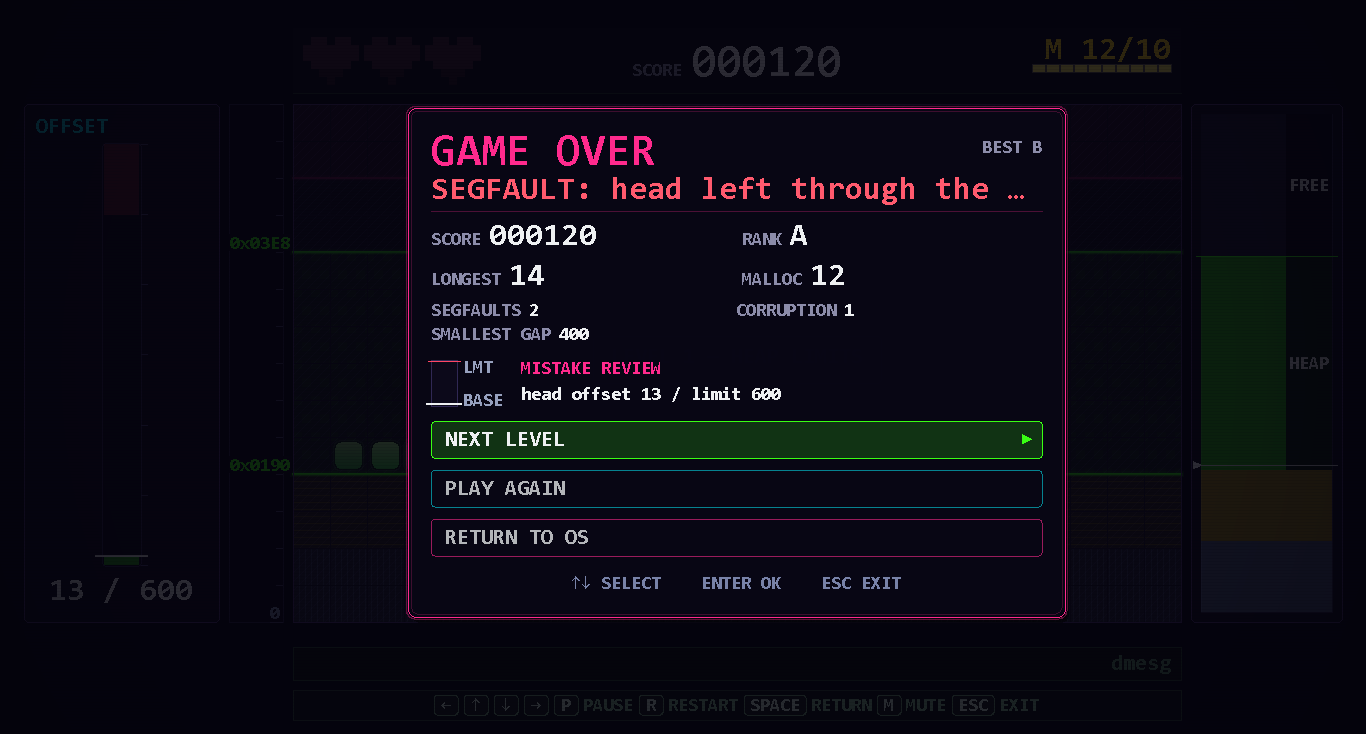 SCORE 000120
M 12/10
OFFSET
GAME OVER
BEST B
SEGFAULT: head left through the …
FREE
SCORE 000120
RANK A
0x03E8
LONGEST 14
MALLOC 12
SEGFAULTS 2
CORRUPTION 1
SMALLEST GAP 400
LMT
MISTAKE REVIEW
HEAP
BASE
head offset 13 / limit 600
NEXT LEVEL ▶
0x0190
PLAY AGAIN
RETURN TO OS
13 / 600
↑↓ SELECT ENTER OK ESC EXIT
0
dmesg
← ↑ ↓ → P PAUSE R RESTART SPACE RETURN M MUTE ESC EXIT